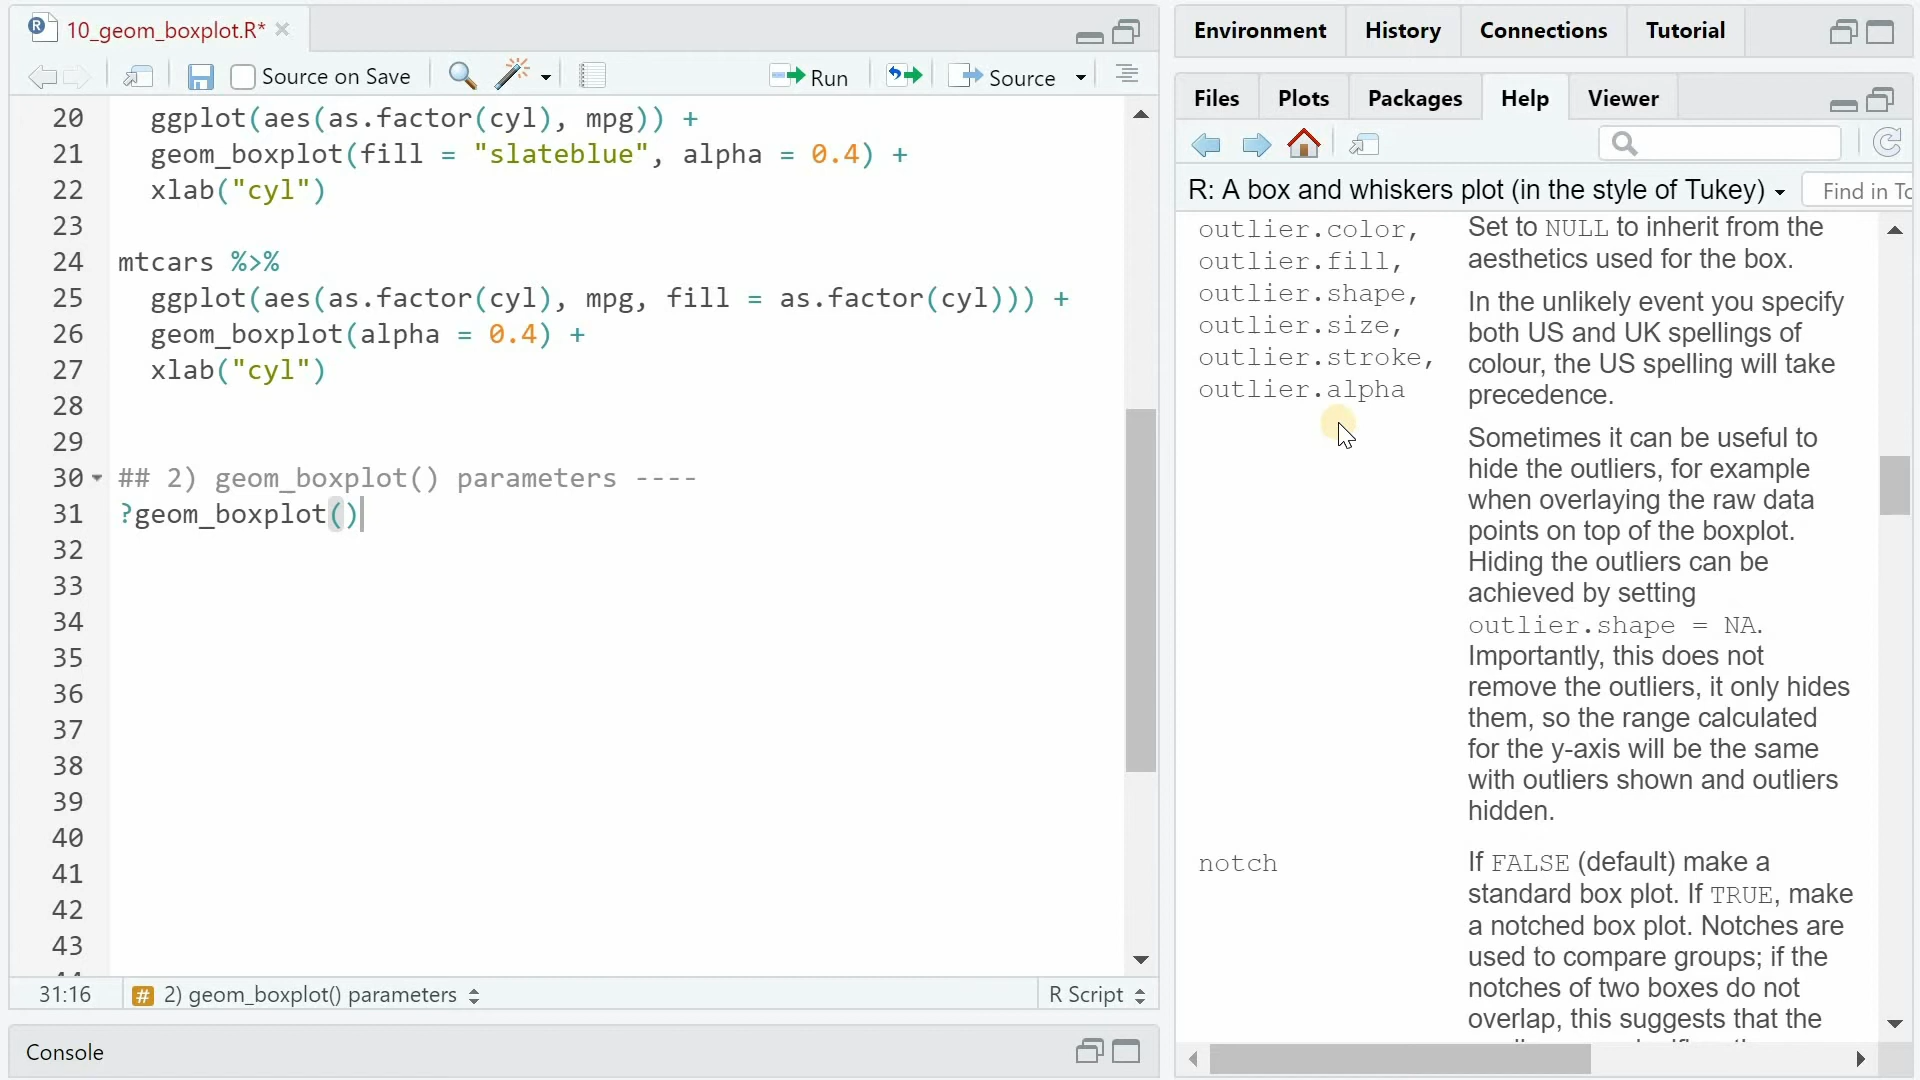 10_geom_boxplot.R*
Source on Save
Run
Source
20 ggplot(aes(as.factor(cyl), mpg)) +
21 geom_boxplot(fill = "slateblue", alpha = 0.4) +
22 xlab("cyl")
23
24 mtcars %>%
25 ggplot(aes(as.factor(cyl), mpg, fill = as.factor(cyl))) +
26 geom_boxplot(alpha = 0.4) +
27 xlab("cyl")
28
29
30 ## 2) geom_boxplot() parameters ----
31 ?geom_boxplot()
32
33
34
35
36
37
38
39
40
41
42
43
31:16
# 2) geom_boxplot() parameters
R Script
Console
Environment History Connections Tutorial
Files Plots Packages Help Viewer
R: A box and whiskers plot (in the style of Tukey)
Find in To
outlier.color,
outlier.fill,
outlier.shape,
outlier.size,
outlier.stroke,
outlier.alpha
Set to NULL to inherit from the
aesthetics used for the box.
In the unlikely event you specify
both US and UK spellings of
colour, the US spelling will take
precedence.
Sometimes it can be useful to
hide the outliers, for example
when overlaying the raw data
points on top of the boxplot.
Hiding the outliers can be
achieved by setting
outlier.shape = NA.
Importantly, this does not
remove the outliers, it only hides
them, so the range calculated
for the y-axis will be the same
with outliers shown and outliers
hidden.
notch
If FALSE (default) make a
standard box plot. If TRUE, make
a notched box plot. Notches are
used to compare groups; if the
notches of two boxes do not
overlap, this suggests that the